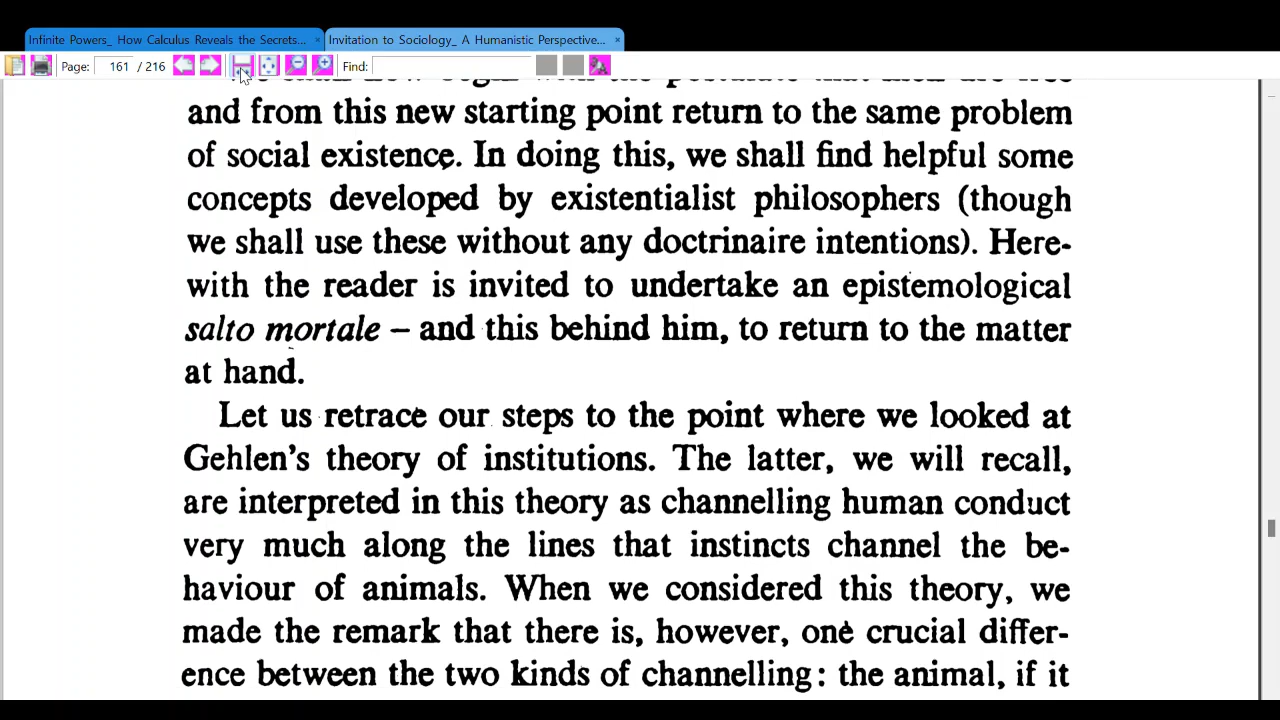 Infinite Powers_ How Calculus Reveals the Secrets...
Invitation to Sociology_ A Humanistic Perspective...
Page: 161 / 216 Find:
and from this new starting point return to the same problem
of social existence. In doing this, we shall find helpful some
concepts developed by existentialist philosophers (though
we shall use these without any doctrinaire intentions). Here-
with the reader is invited to undertake an epistemological
salto mortale – and this behind him, to return to the matter
at hand.
Let us retrace our steps to the point where we looked at
Gehlen's theory of institutions. The latter, we will recall,
are interpreted in this theory as channelling human conduct
very much along the lines that instincts channel the be-
haviour of animals. When we considered this theory, we
made the remark that there is, however, one crucial differ-
ence between the two kinds of channelling: the animal, if it